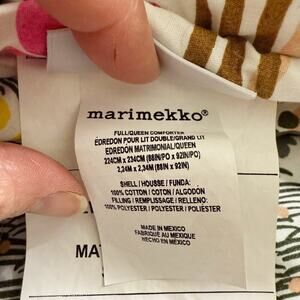 marimekko®
FULL/QUEEN COMFORTER
ÉDREDON POUR LIT DOUBLE/GRAND LIT
EDREDÓN MATRIMONIAL/QUEEN
224CM x 234CM (88IN/PO x 92IN/PO)
2,24M x 2,34M (88IN x 92IN)
SHELL / HOUSSE / FUNDA:
100% COTTON / COTON / ALGODÓN
FILLING / REMPLISSAGE / RELLENO:
100% POLYESTER / POLYESTER / POLIÉSTER
MADE IN MEXICO
FABRIQUÉ AU MEXIQUE
HECHO EN MÉXICO
MA